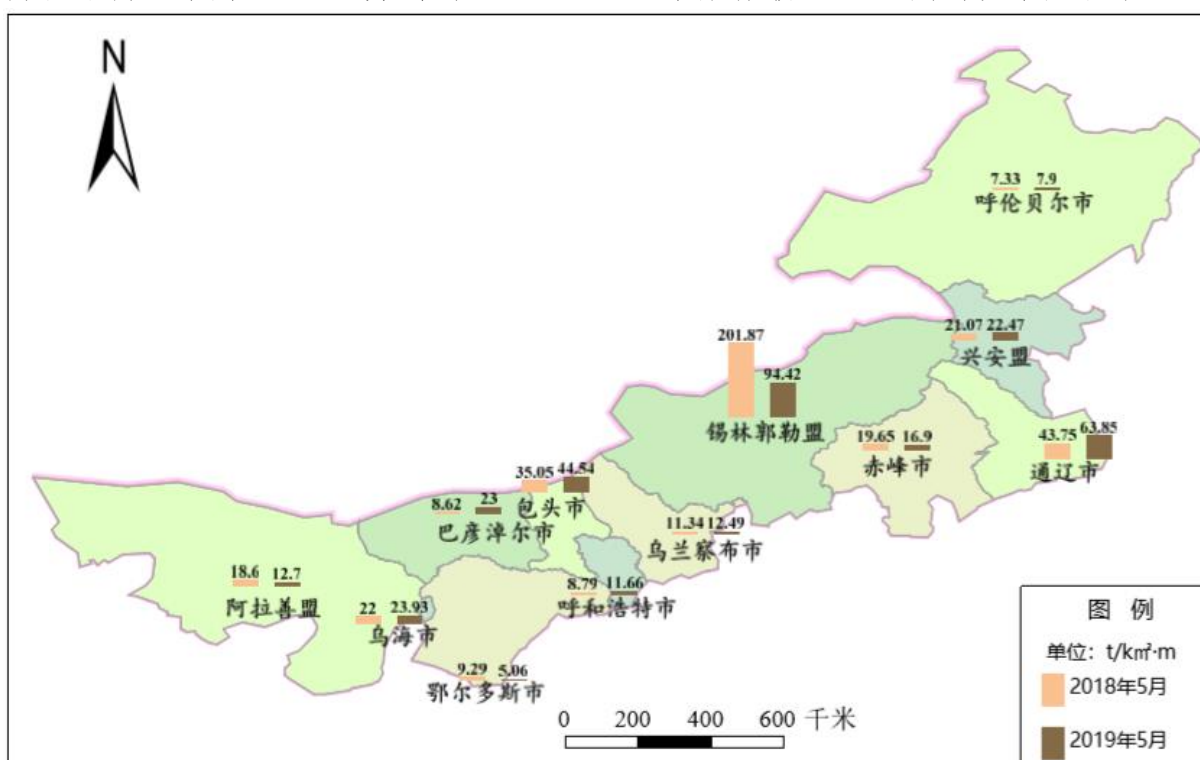 N
7.33 7.9
呼伦贝尔市
21.07 22.47
兴安盟
201.87
94.42
锡林郭勒盟
19.65 16.9
赤峰市
43.75 63.85
通辽市
35.05 44.54
包头市
8.62 23
巴彦淖尔市
11.34 12.49
乌兰察布市
18.6 12.7
阿拉善盟
8.79 11.66
呼和浩特市
22 23.93
乌海市
9.29 5.06
鄂尔多斯市
0 200 400 600 千米
图 例
单位：t/k㎡·m
2018年5月
2019年5月